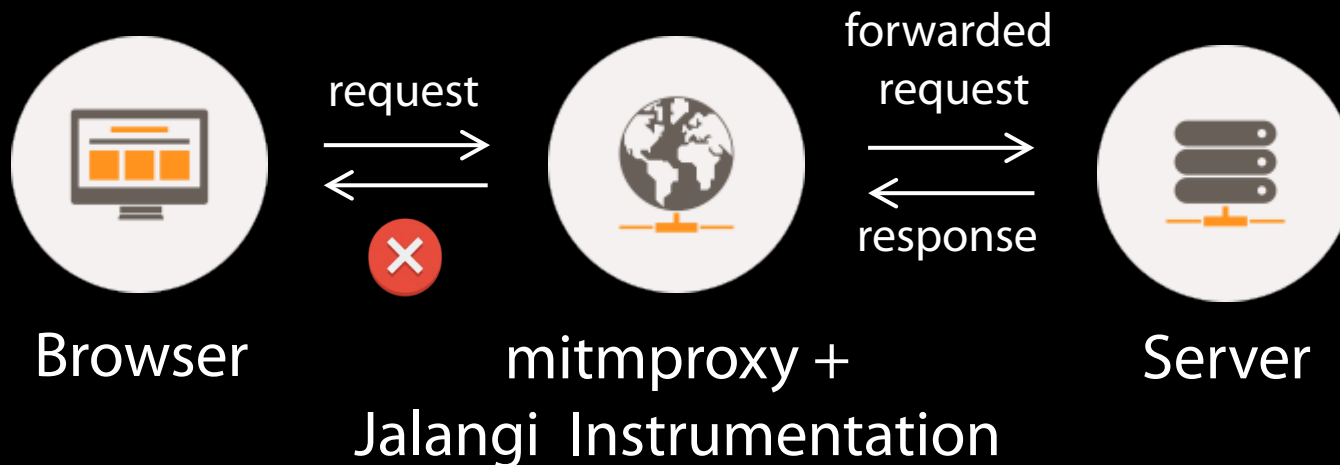 request
forwarded
request
response
Browser
mitmproxy +
Jalangi Instrumentation
Server